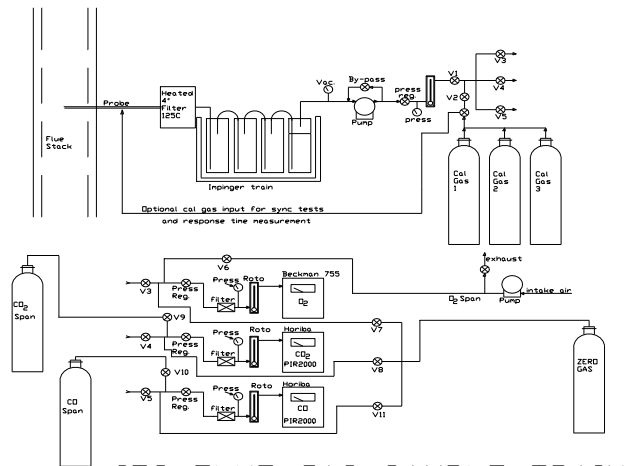 Flue
Stack
Probe
Heated
4"
Filter
125C
Impinger train
Vac.
By-pass
Pump
press
reg.
press
V1
V2
V3
V4
V5
Cal
Gas
1
Cal
Gas
2
Cal
Gas
3
Optional cal gas input for sync tests
and response time measurement
CO2
Span
V6
V3
Press
Reg.
Press
filter
Roto
Beckman 755
O2
exhaust
O2 Span
Pump
intake air
V9
V4
Press
Reg.
Press
filter
Roto
Horiba
CO2
PIR2000
V7
V8
ZERO
GAS
CO
Span
V10
V5
Press
Reg.
Press
filter
Roto
Horiba
CO
PIR2000
V11